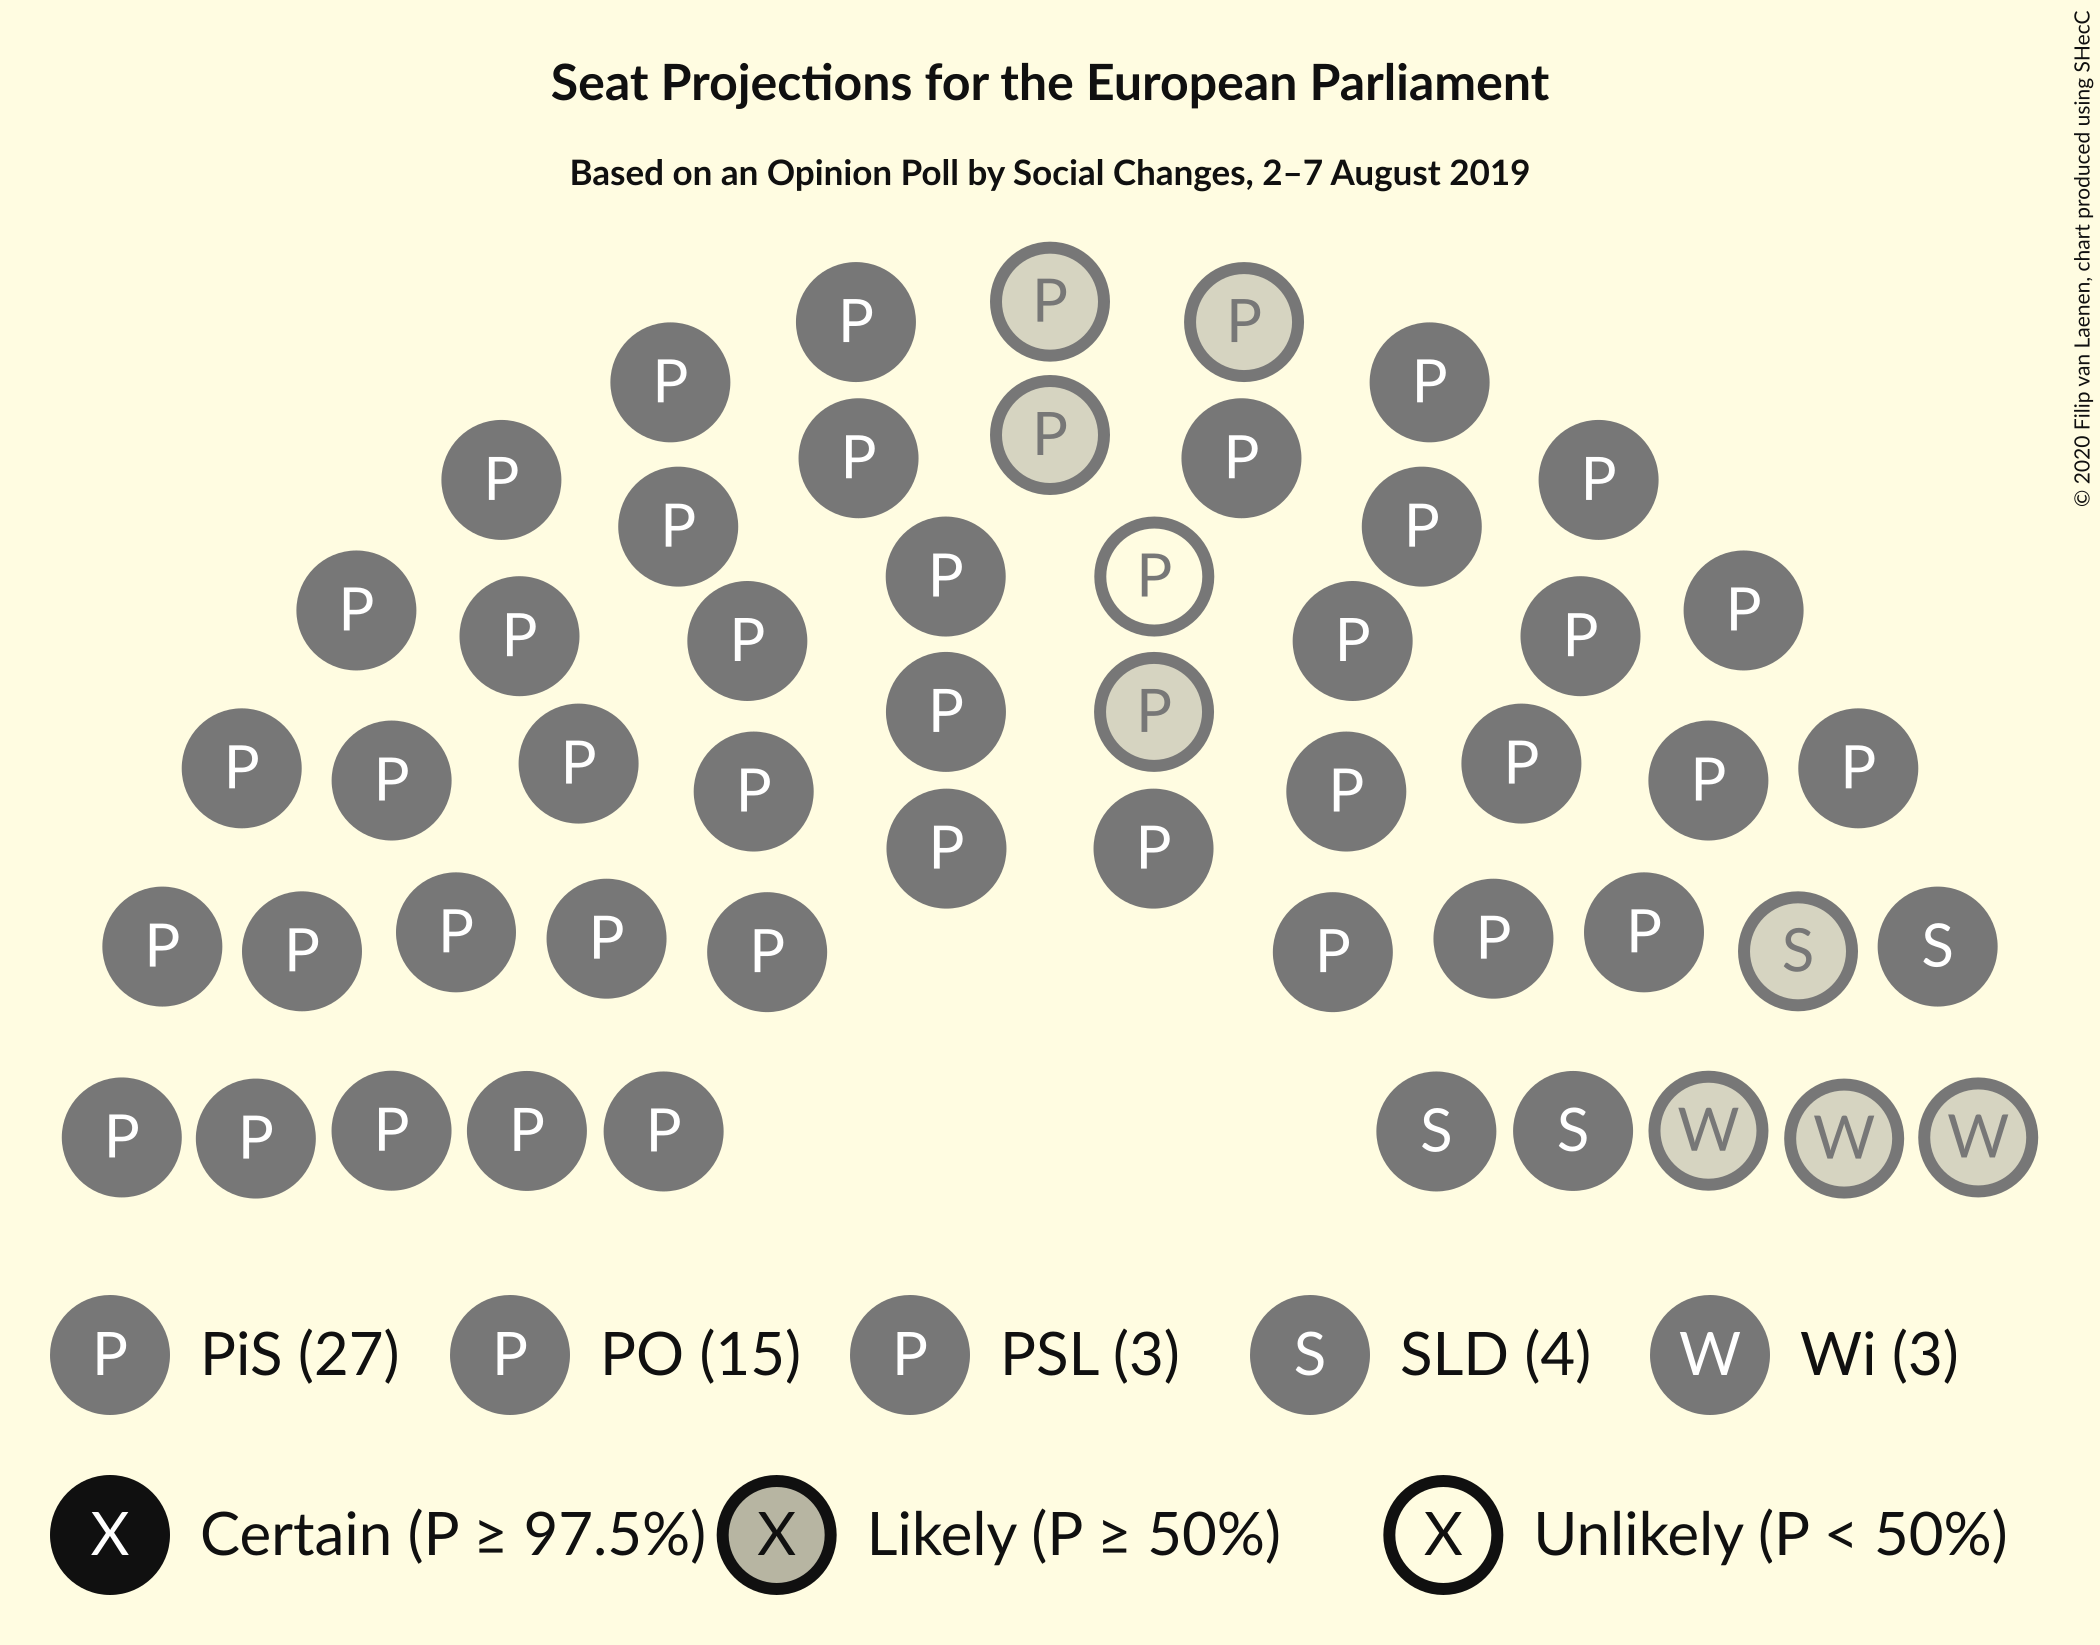 Seat Projections for the European Parliament
Based on an Opinion Poll by Social Changes, 2–7 August 2019
© 2020 Filip van Laenen, chart produced using SHecC
P P P
P P
P P P
P P
P P
P P
P P P
P P
P P
P P
P P
P P P P
P P P P
P P
P P P P S S
P P P P
P P
P P P P P S S W W W
P PiS (27) P PO (15) P PSL (3) S SLD (4) W Wi (3)
X Certain (P ≥ 97.5%) X Likely (P ≥ 50%) X Unlikely (P < 50%)